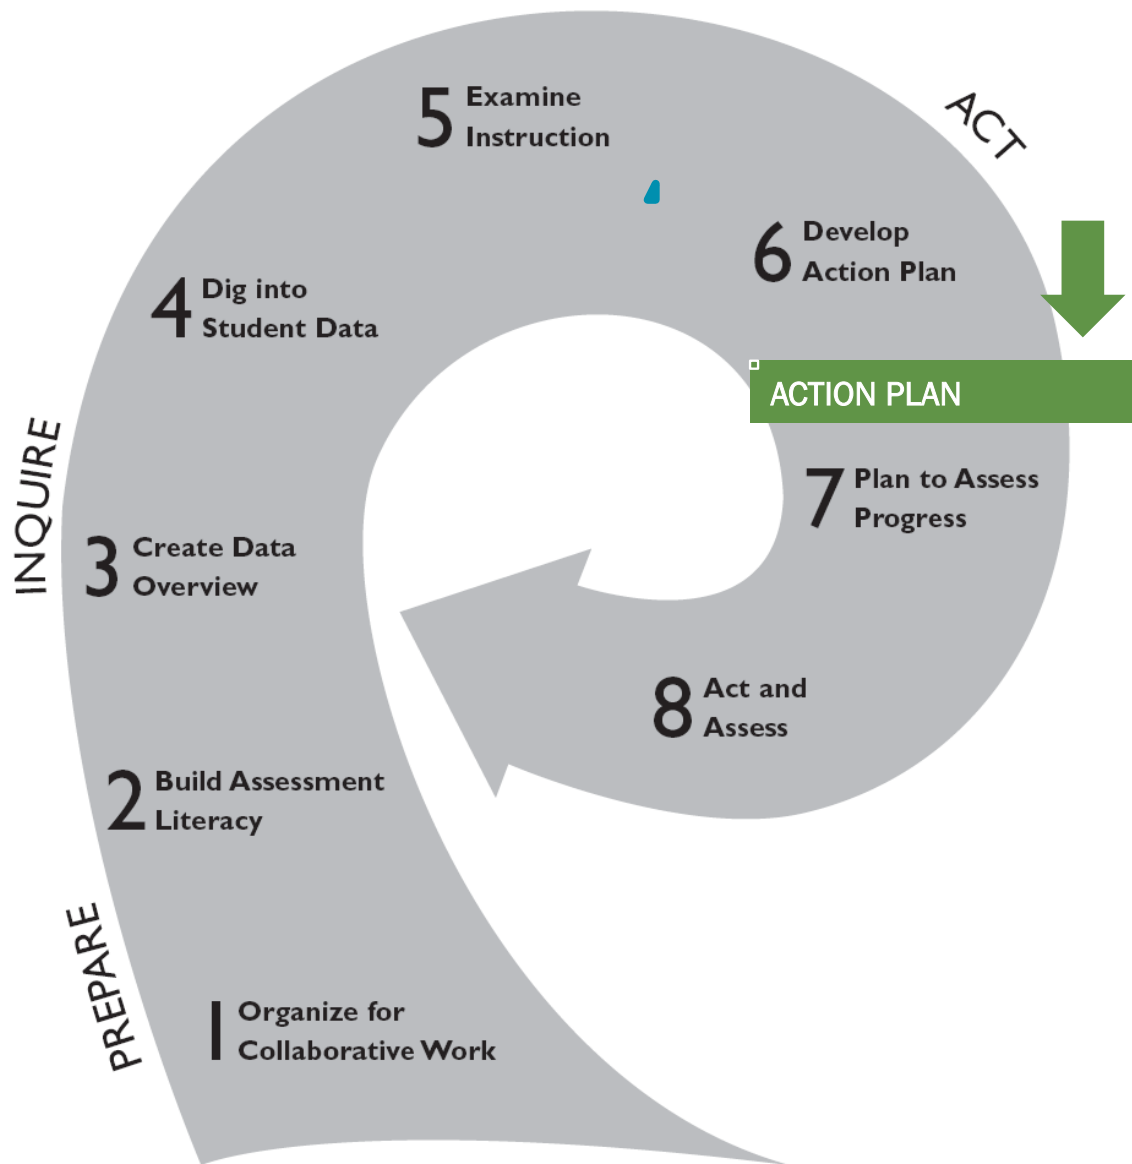 ACT
5 Examine
Instruction
6 Develop
Action Plan
4 Dig into
Student Data
ACTION PLAN
INQUIRE
7 Plan to Assess
Progress
3 Create Data
Overview
8 Act and
Assess
2 Build Assessment
Literacy
PREPARE
1 Organize for
Collaborative Work